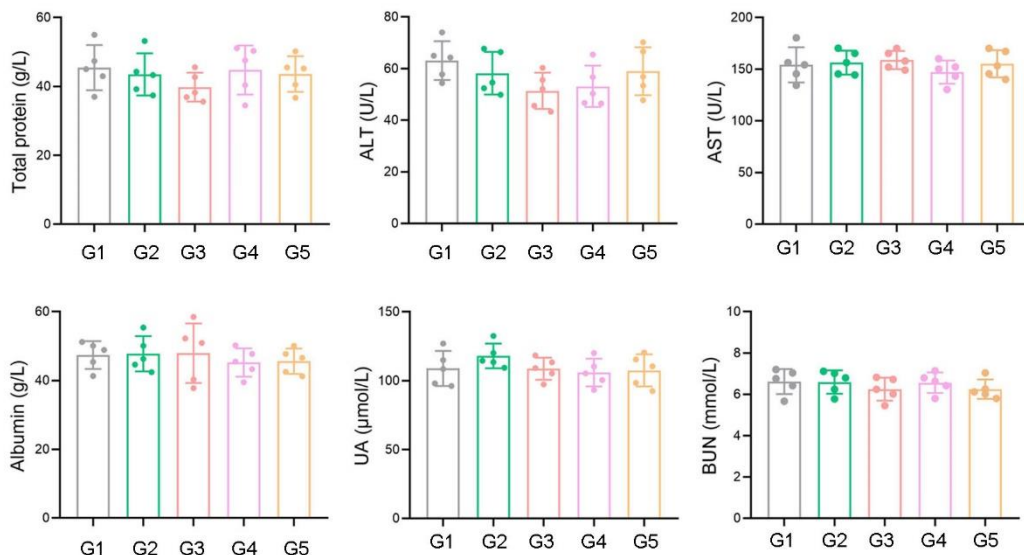 Total protein (g/L)
60
40
20
0
G1 G2 G3 G4 G5
ALT (U/L)
80
60
40
20
0
G1 G2 G3 G4 G5
AST (U/L)
200
150
100
50
0
G1 G2 G3 G4 G5
Albumin (g/L)
60
40
20
0
G1 G2 G3 G4 G5
UA (μmol/L)
150
100
50
0
G1 G2 G3 G4 G5
BUN (mmol/L)
10
8
6
4
2
0
G1 G2 G3 G4 G5